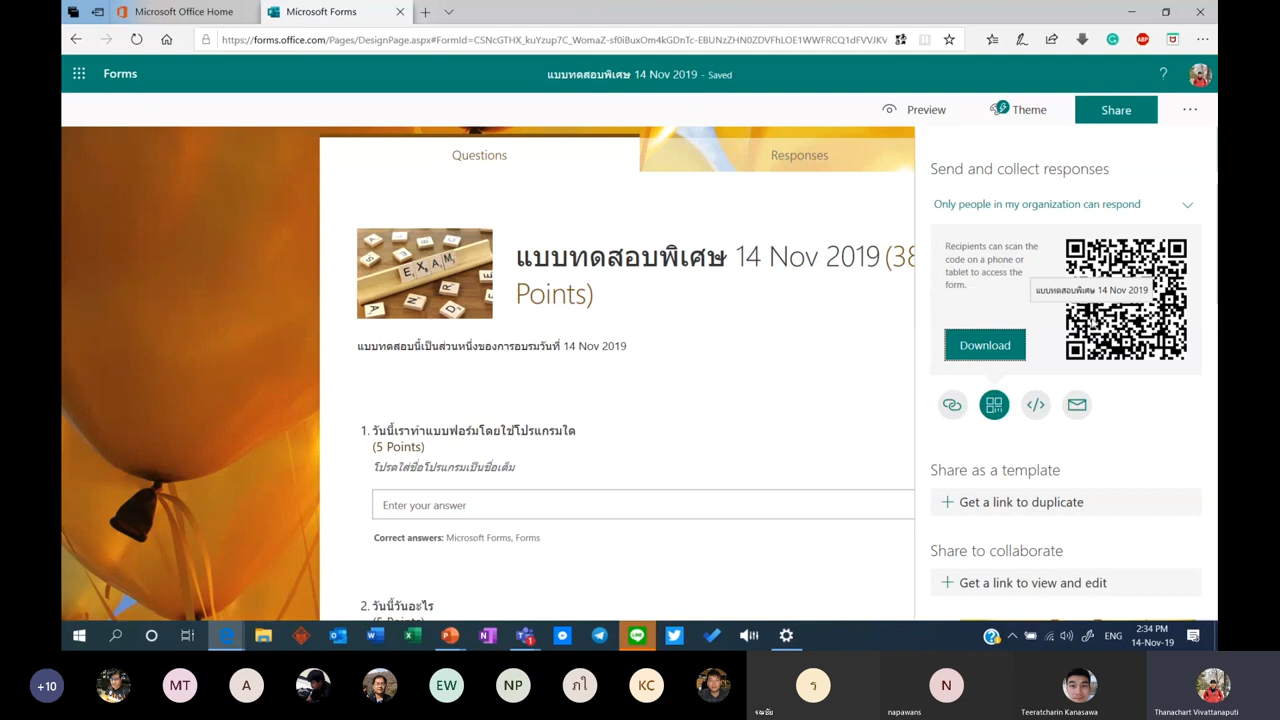 Microsoft Office Home
Microsoft Forms
https://forms.office.com/Pages/DesignPage.aspx#FormId=CSNcGTHX_kuYzup7C_WomaZ-sf0iBuxOm4kGDnTc-EBUNzZHN0ZDVFhLOE1WWFRCQ1dFVVJKV
Forms
แบบทดสอบพิเศษ 14 Nov 2019 - Saved
?
Preview
Theme
Share
Questions
Responses
แบบทดสอบพิเศษ 14 Nov 2019 (38
Points)
EXAM
แบบทดสอบนี้เป็นส่วนหนึ่งของการอบรมวันที่ 14 Nov 2019
1. วันนี้เราทำแบบฟอร์มโดยใช้โปรแกรมใด
(5 Points)
โปรดใส่ชื่อโปรแกรมเป็นชื่อเต็ม
Enter your answer
Correct answers: Microsoft Forms, Forms
2. วันนี้วันอะไร
Send and collect responses
Only people in my organization can respond
Recipients can scan the
code on a phone or
tablet to access the
form.
แบบทดสอบพิเศษ 14 Nov 2019
Download
Share as a template
+ Get a link to duplicate
Share to collaborate
+ Get a link to view and edit
ENG
2:34 PM
14-Nov-19
+10
MT
A
EW
NP
ภใ
KC
ร
N
napawans
Teeratcharin Kanasawa
Thanachart Vivattanaputi